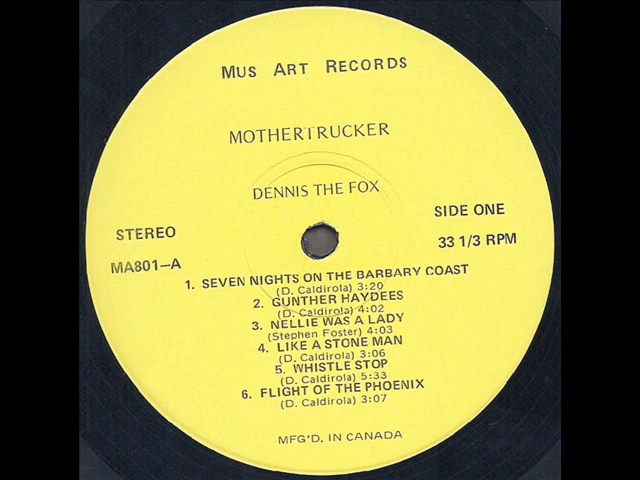 MUS ART RECORDS
MOTHERTRUCKER
DENNIS THE FOX
STEREO
SIDE ONE
MA801-A
33 1/3 RPM
1. SEVEN NIGHTS ON THE BARBARY COAST
(D. Caldirola) 3:20
2. GUNTHER HAYDEES
(D. Caldirola) 4:02
3. NELLIE WAS A LADY
(Stephen Foster) 4:03
4. LIKE A STONE MAN
(D. Caldirola) 3:06
5. WHISTLE STOP
(D. Caldirola) 5:33
6. FLIGHT OF THE PHOENIX
(D. Caldirola) 3:07
MFG'D. IN CANADA